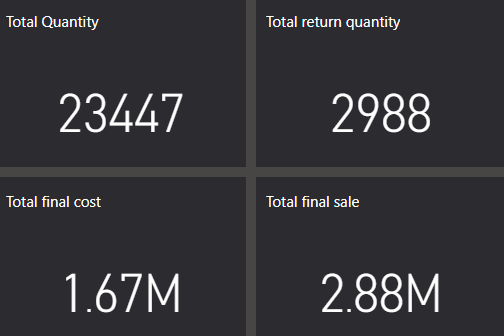 Total Quantity
Total return quantity
23447
2988
Total final cost
Total final sale
1.67M
2.88M